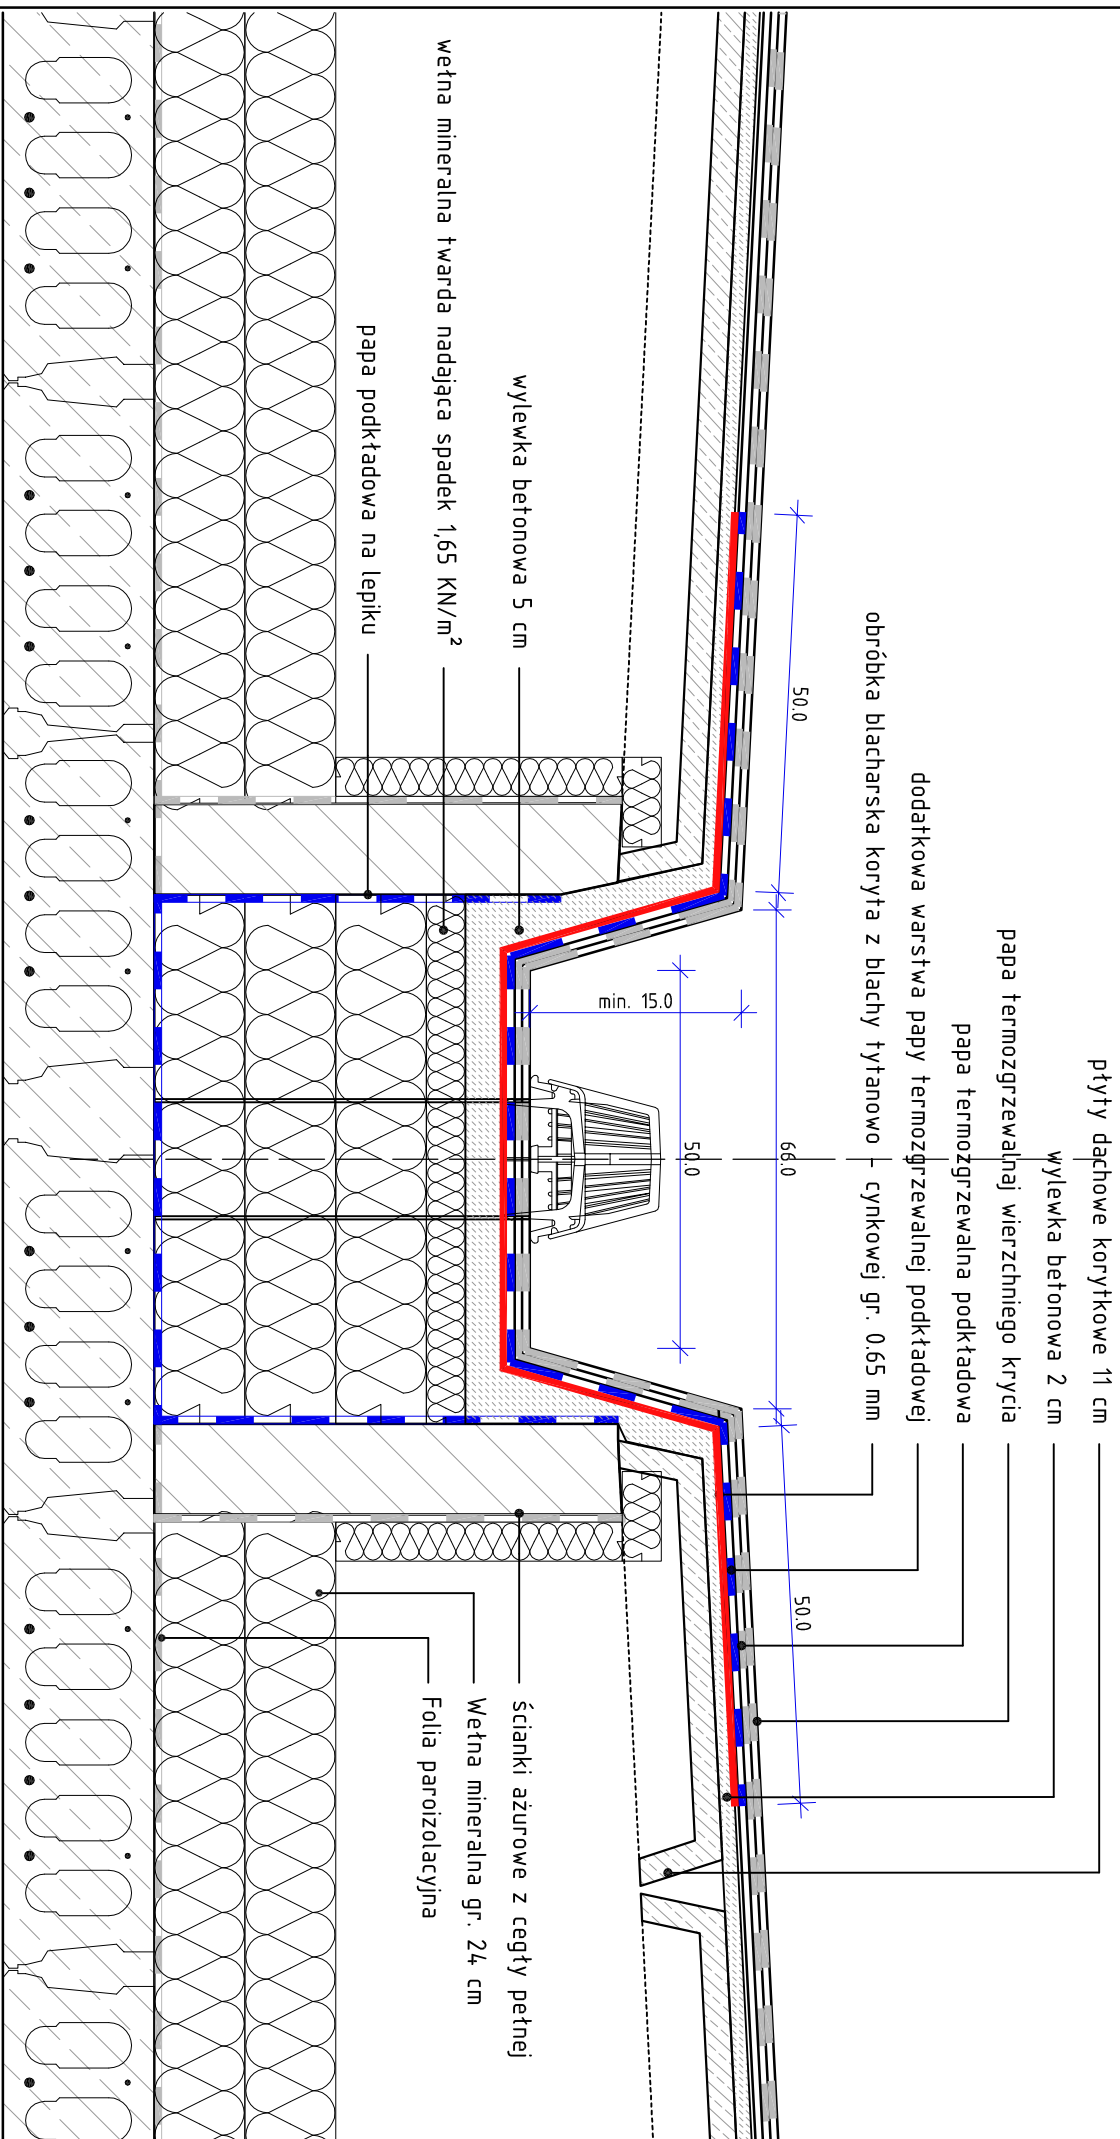 płyty dachowe korytkowe 11 cm
wylewka betonowa 2 cm
papa termozgrzewalnaj wierzchniego krycia
papa termozgrzewalna podkładowa
dodatkowa warstwa papy termozgrzewalnej podkładowej
obróbka blacharska koryta z blachy tytanowo - cynkowej gr. 0.65 mm
50.0
66.0
50.0
50.0
min. 15.0
wylewka betonowa 5 cm
wełna mineralna twarda nadająca spadek 1,65 KN/m²
papa podkładowa na lepiku
ścianki ażurowe z cegły pełnej
Wełna mineralna gr. 24 cm
Folia paroizolacyjna